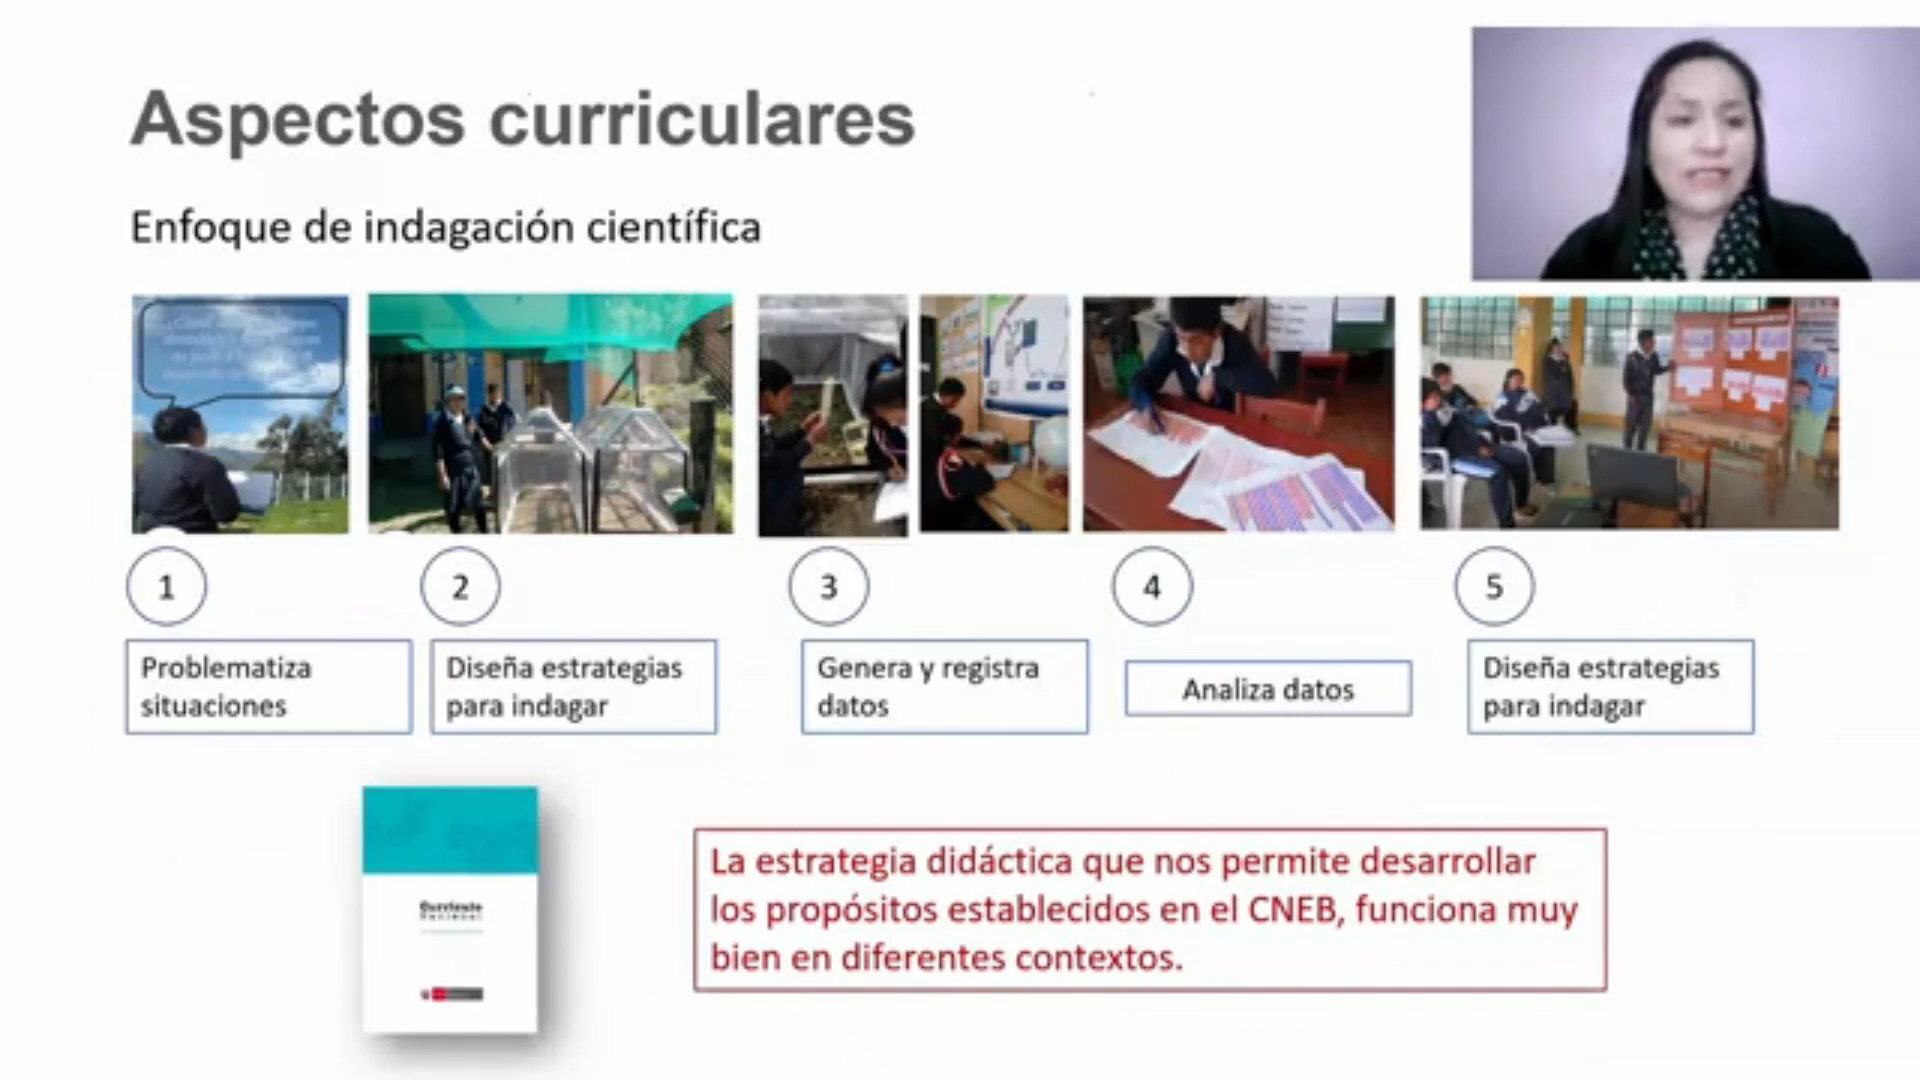 Aspectos curriculares
Enfoque de indagación científica
1
2
3
4
5
Problematiza
situaciones
Diseña estrategias
para indagar
Genera y registra
datos
Analiza datos
Diseña estrategias
para indagar
Currículo
Nacional
La estrategia didáctica que nos permite desarrollar
los propósitos establecidos en el CNEB, funciona muy
bien en diferentes contextos.